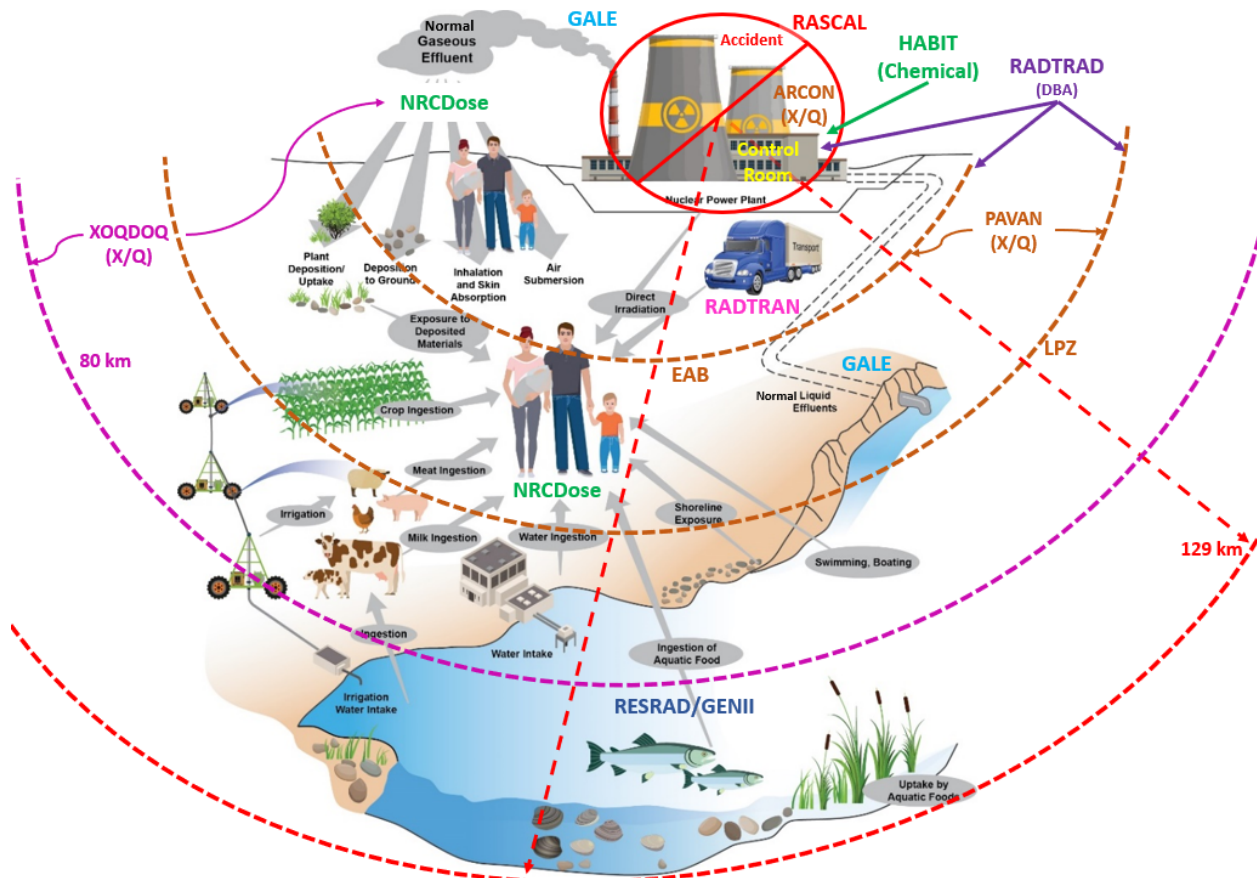 Normal
Gaseous
Effluent
GALE
RASCAL
Accident
HABIT
(Chemical)
RADTRAD
(DBA)
NRCDose
ARCON
(X/Q)
Control
Room
Nuclear Power Plant
XOQDOQ
(X/Q)
PAVAN
(X/Q)
Plant
Deposition/
Uptake
Deposition
to Ground
Inhalation
and Skin
Absorption
Air
Submersion
Transport
Direct
Irradiation
RADTRAN
Exposure to
Deposited
Materials
80 km
EAB
LPZ
GALE
Normal Liquid
Effluents
Crop Ingestion
Meat Ingestion
NRCDose
Shoreline
Exposure
Irrigation
Milk Ingestion
Water Ingestion
Swimming, Boating
129 km
Ingestion
Water Intake
Ingestion of
Aquatic Food
Irrigation
Water Intake
RESRAD/GENII
Uptake by
Aquatic Foods